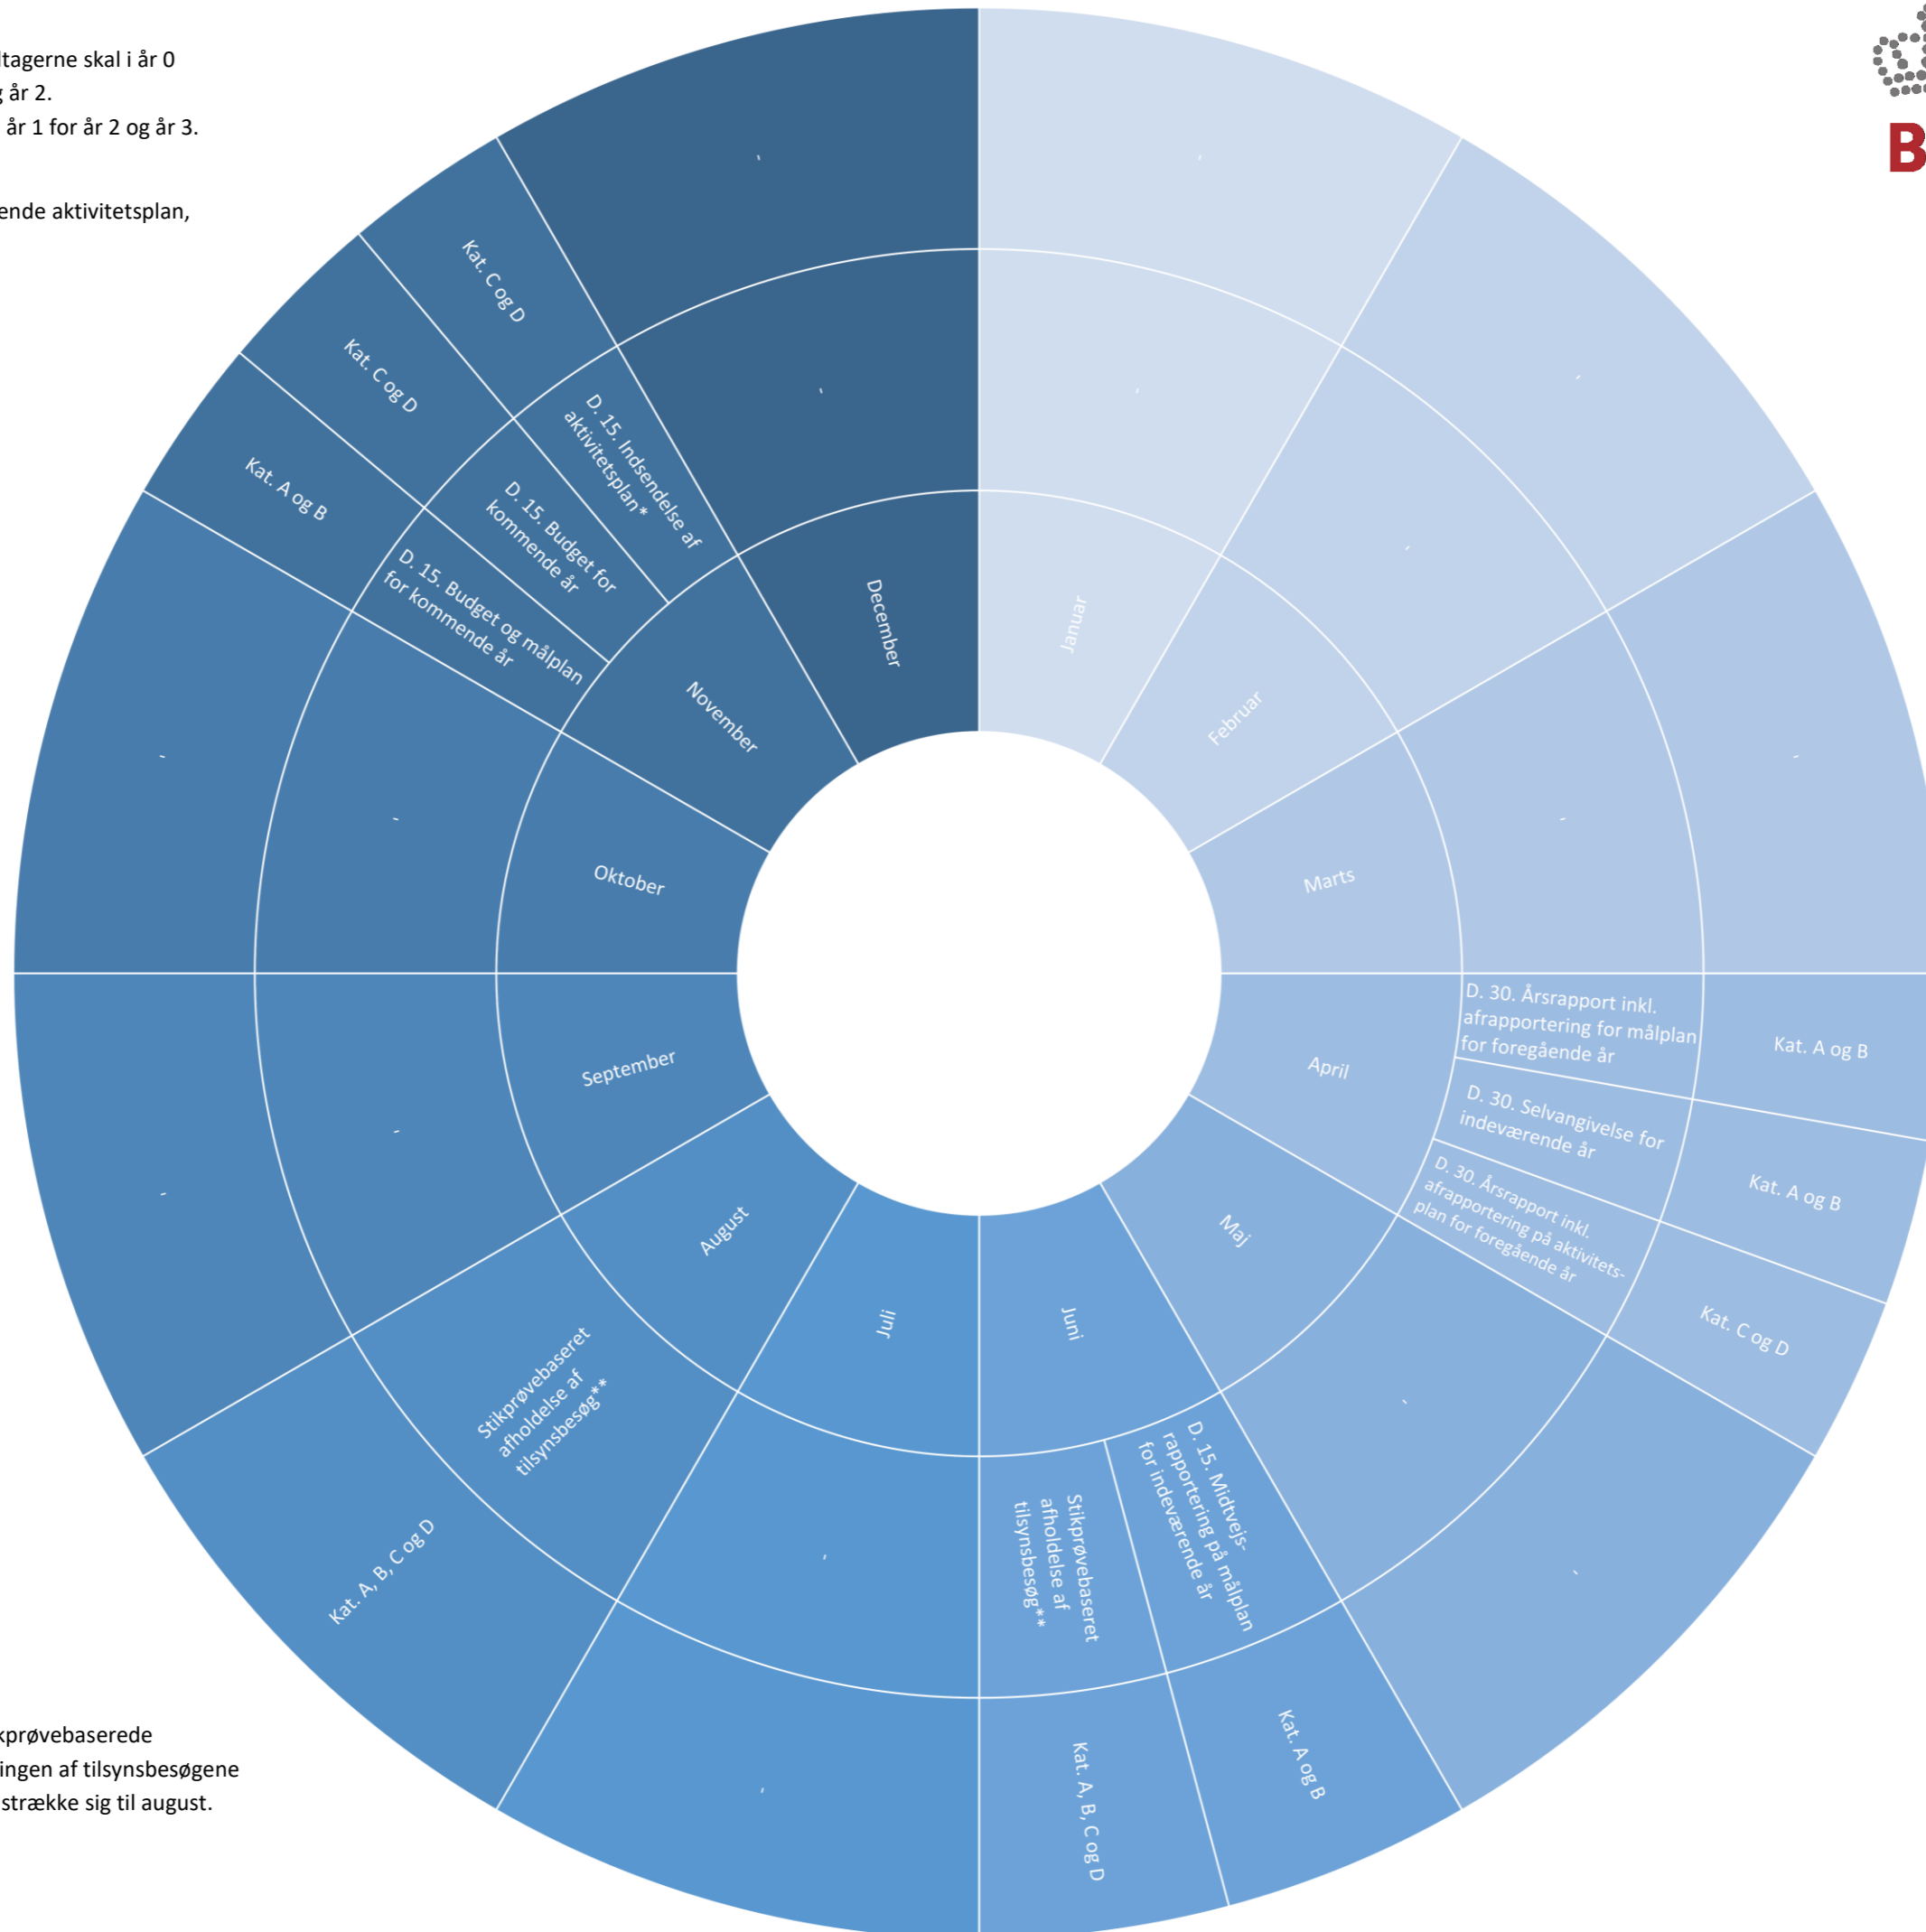 tagerne skal i år 0
år 2.
år 1 for år 2 og år 3.
ende aktivitetsplan,
B
-
-
Januar
-
-
Februar
-
-
Marts
April
D. 30. Årsrapport inkl.
afrapportering for målplan
for foregående år
Kat. A og B
D. 30. Selvangivelse for
indeværende år
Kat. A og B
D. 30. Årsrapport inkl.
afrapportering på aktivitets-
plan for foregående år
Kat. C og D
Maj
-
-
Juni
D. 15. Midtvejs-
rapportering på målplan
for indeværende år
Kat. A og B
Stikprøvebaseret
afholdelse af
tilsynsbesøg**
Kat. A, B, C og D
Juli
-
-
August
Stikprøvebaseret
afholdelse af
tilsynsbesøg**
Kat. A, B, C og D
September
-
-
Oktober
-
-
November
D. 15. Budget og målplan
for kommende år
Kat. A og B
D. 15. Budget for
kommende år
Kat. C og D
D. 15. Indsendelse af
aktivitetsplan*
Kat. C og D
December
-
-
kprøvebaserede
ingen af tilsynsbesøgene
strække sig til august.